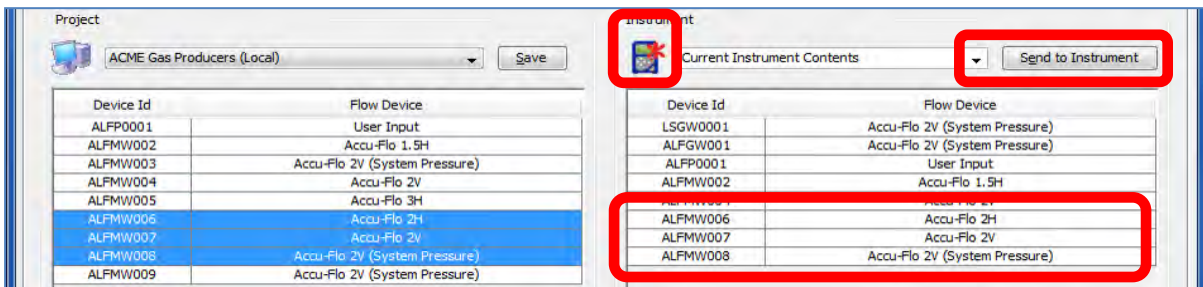 Project
ACME Gas Producers (Local)
Save
Device Id Flow Device
ALFP0001 User Input
ALFMW002 Accu-Flo 1.5H
ALFMW003 Accu-Flo 2V (System Pressure)
ALFMW004 Accu-Flo 2V
ALFMW005 Accu-Flo 3H
ALFMW006 Accu-Flo 2H
ALFMW007 Accu-Flo 2V
ALFMW008 Accu-Flo 2V (System Pressure)
ALFMW009 Accu-Flo 2V (System Pressure)
Instrument
Current Instrument Contents
Send to Instrument
Device Id Flow Device
LSGW0001 Accu-Flo 2V (System Pressure)
ALFGW001 Accu-Flo 2V (System Pressure)
ALFP0001 User Input
ALFMW002 Accu-Flo 1.5H
ALFMW006 Accu-Flo 2H
ALFMW007 Accu-Flo 2V
ALFMW008 Accu-Flo 2V (System Pressure)